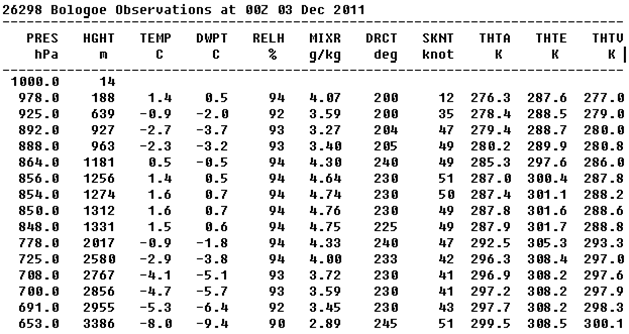 26298 Bologoe Observations at 00Z 03 Dec 2011
PRES HGHT TEMP DWPT RELH MIXR DRCT SKNT THTA THTE THTV
hPa m C C % g/kg deg knot K K K
1000.0 14
978.0 188 1.4 0.5 94 4.07 200 12 276.3 287.6 277.0
925.0 639 -0.9 -2.0 92 3.59 200 35 278.4 288.5 279.0
892.0 927 -2.7 -3.7 93 3.27 204 47 279.4 288.7 280.0
888.0 963 -2.3 -3.2 93 3.40 205 49 280.2 289.9 280.8
864.0 1181 0.5 -0.5 94 4.30 240 49 285.3 297.6 286.0
856.0 1256 1.4 0.5 94 4.64 230 51 287.0 300.4 287.8
854.0 1274 1.6 0.7 94 4.74 230 50 287.4 301.1 288.2
850.0 1312 1.6 0.7 94 4.76 230 49 287.8 301.6 288.6
848.0 1331 1.5 0.6 94 4.75 225 49 287.9 301.7 288.8
778.0 2017 -0.9 -1.8 94 4.33 240 47 292.5 305.3 293.3
725.0 2580 -2.9 -3.8 94 4.00 233 42 296.3 308.4 297.0
708.0 2767 -4.1 -5.1 93 3.72 230 41 296.9 308.2 297.6
700.0 2856 -4.7 -5.7 93 3.59 230 41 297.2 308.2 297.9
691.0 2955 -5.3 -6.4 92 3.45 230 43 297.7 308.2 298.3
653.0 3386 -8.0 -9.4 90 2.89 245 51 299.5 308.5 300.1